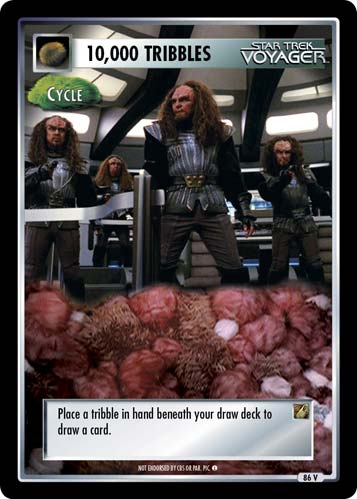 10,000 TRIBBLES
STAR TREK
VOYAGER
CYCLE
Place a tribble in hand beneath your draw deck to
draw a card.
NOT ENDORSED BY CBS OR PAR. PIC.
86 V